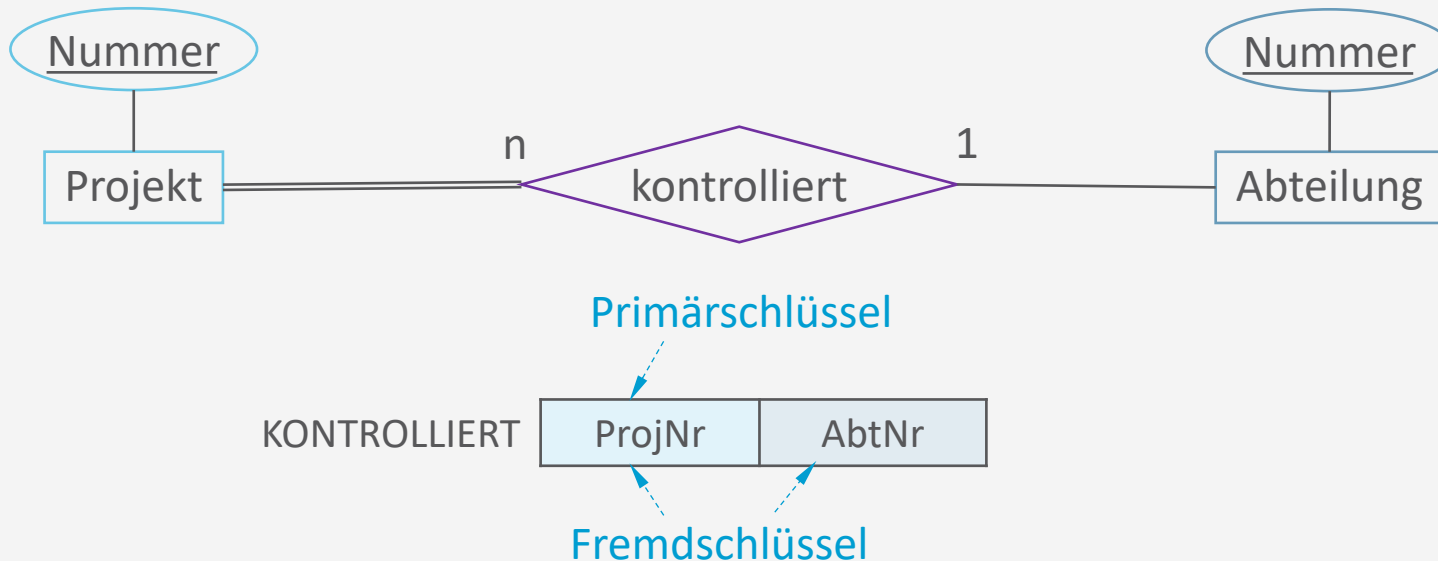 Nummer Nummer
n 1
Projekt kontrolliert Abteilung
Primärschlüssel
KONTROLLIERT ProjNr AbtNr
Fremdschlüssel